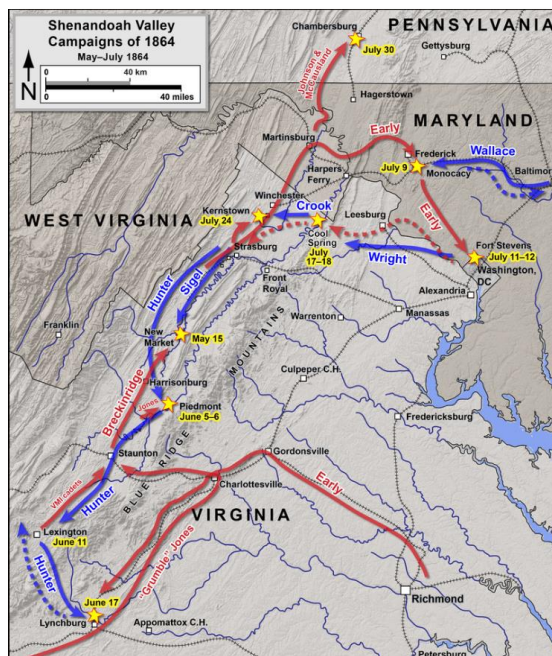 Shenandoah Valley
Campaigns of 1864
May–July 1864
0
40 km
0
40 miles
N
PENNSYLVANIA
Chambersburg
July 30
Gettysburg
Johnson &
McCausland
Hagerstown
MARYLAND
Martinsburg
Early
Frederick
Wallace
July 9
Monocacy
Baltimore
Harpers
Ferry
Winchester
WEST VIRGINIA
Kernstown
July 24
Crook
Leesburg
Cool
Spring
July
17–18
Early
Strasburg
Fort Stevens
July 11–12
Wright
Washington,
DC
Hunter
Sigel
Front
Royal
Alexandria
Manassas
Warrenton
Franklin
New
Market
May 15
MOUNTAINS
Culpeper C.H.
Harrisonburg
Breckinridge
Jones
Piedmont
June 5–6
Fredericksburg
Staunton
BLUE RIDGE
Gordonsville
VMI cadets
Hunter
Charlottesville
Early
VIRGINIA
Lexington
June 11
Hunter
"Grumble" Jones
Richmond
June 17
Lynchburg
Appomattox C.H.
Petersburg